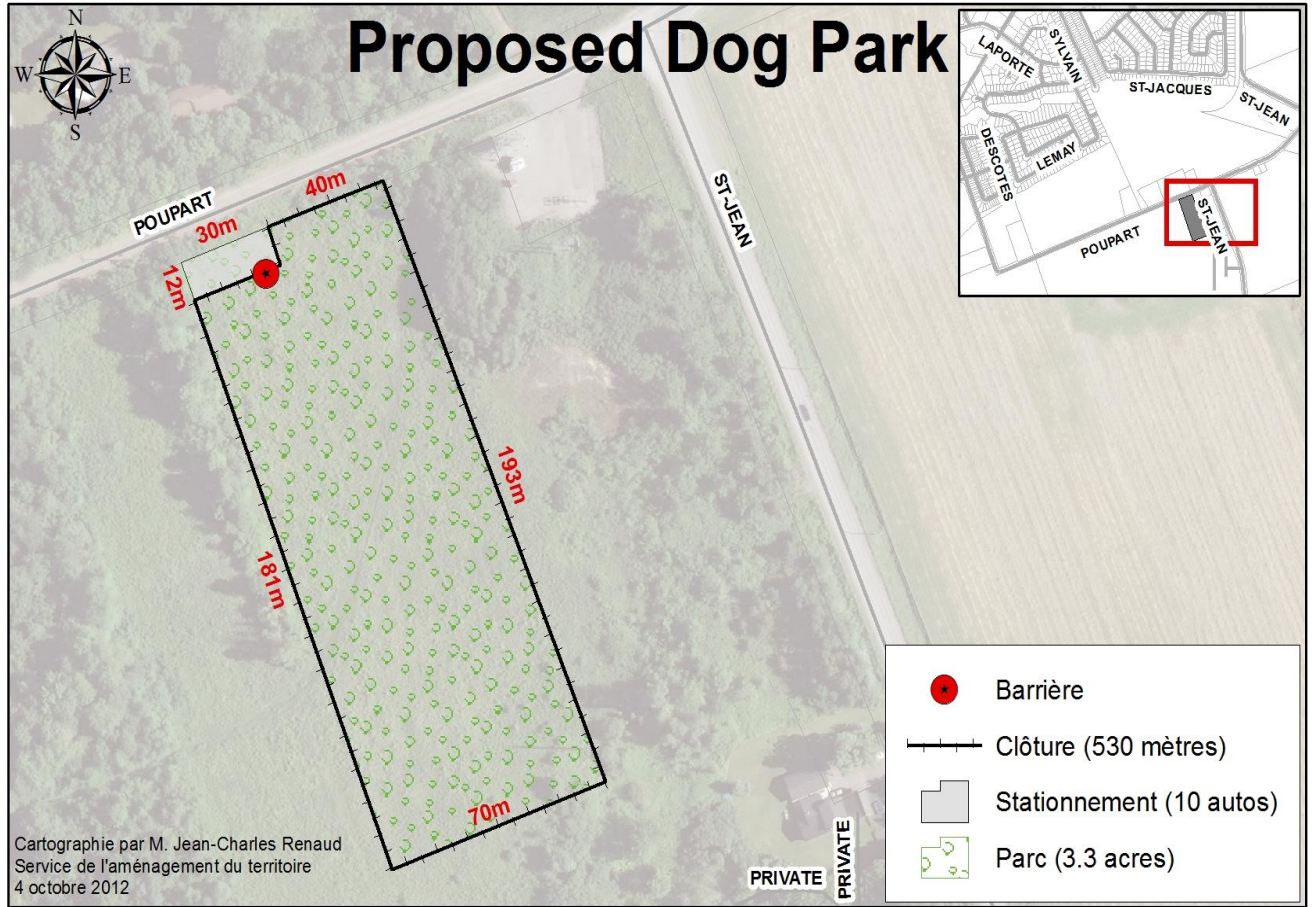 Proposed Dog Park
N
W
E
S
POUPART
40m
30m
12m
ST-JEAN
193m
181m
70m
PRIVATE
PRIVATE
LAPORTE
SYLVAIN
ST-JACQUES
ST-JEAN
DESCOTES
LEMAY
POUPART
ST-JEAN
Barrière
Clôture (530 mètres)
Stationnement (10 autos)
Parc (3.3 acres)
Cartographie par M. Jean-Charles Renaud
Service de l'aménagement du territoire
4 octobre 2012